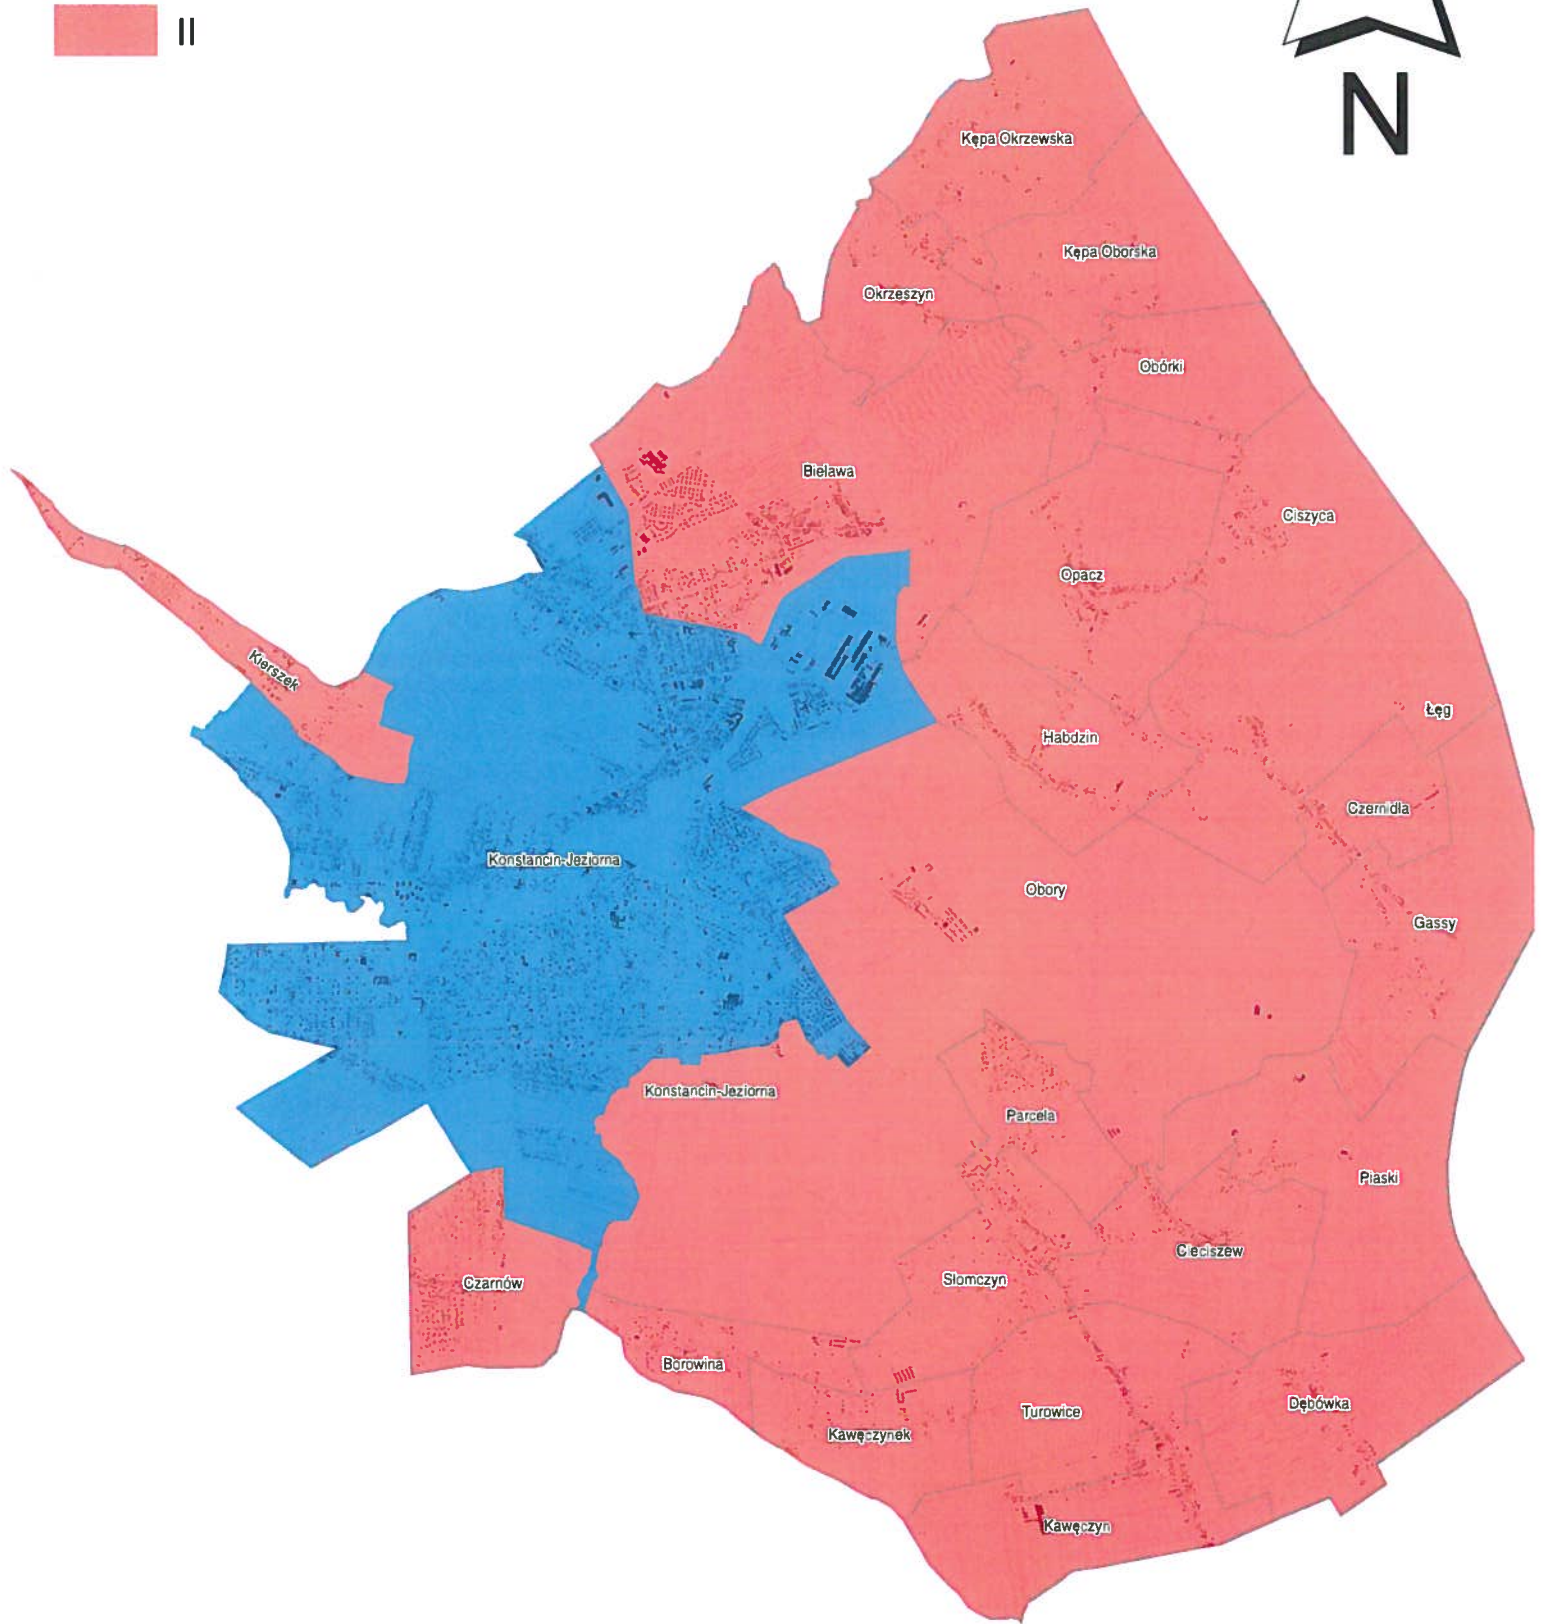 II
N
Kępa Okrzewska
Kępa Oborska
Okrzeszyn
Obórki
Bielawa
Ciszyca
Opacz
Kierszek
Łęg
Habdzin
Czernidła
Konstancin-Jeziorna
Obory
Gassy
Konstancin-Jeziorna
Parcela
Piaski
Cieciszew
Słomczyn
Czarnów
Borowina
Dębówka
Turowice
Kawęczynek
Kawęczyn